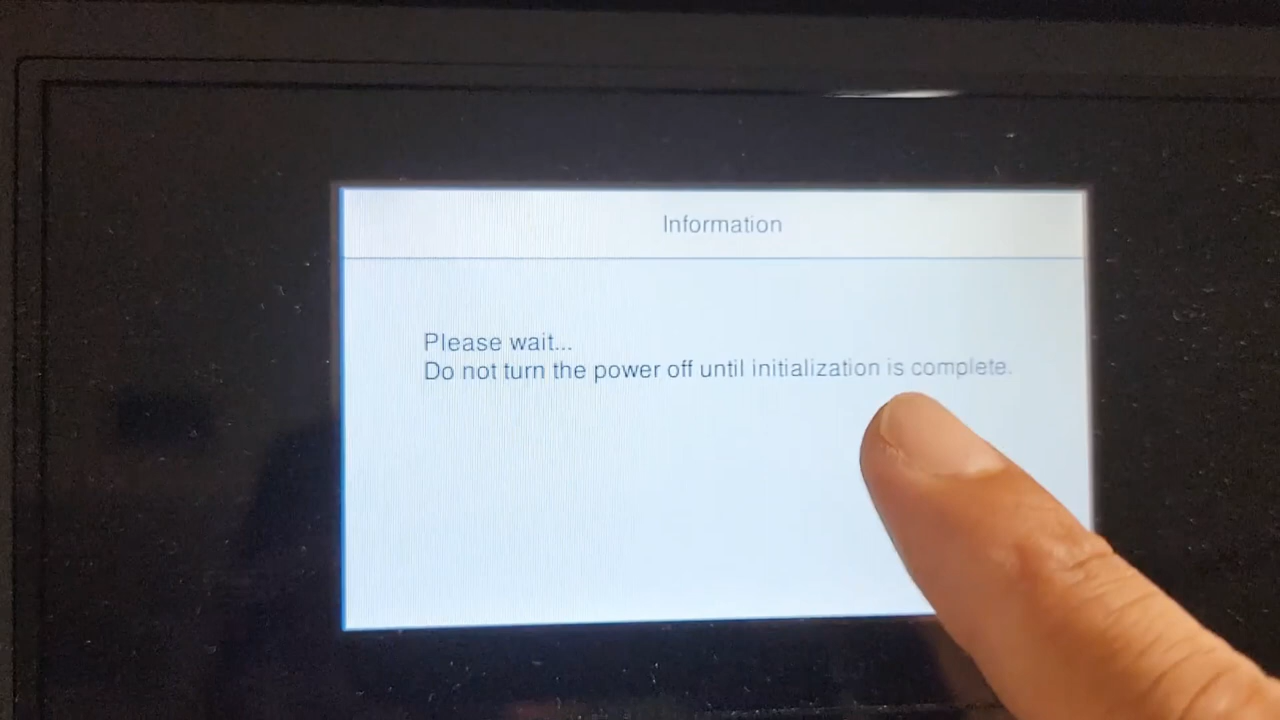 Information
Please wait...
Do not turn the power off until initialization is complete.